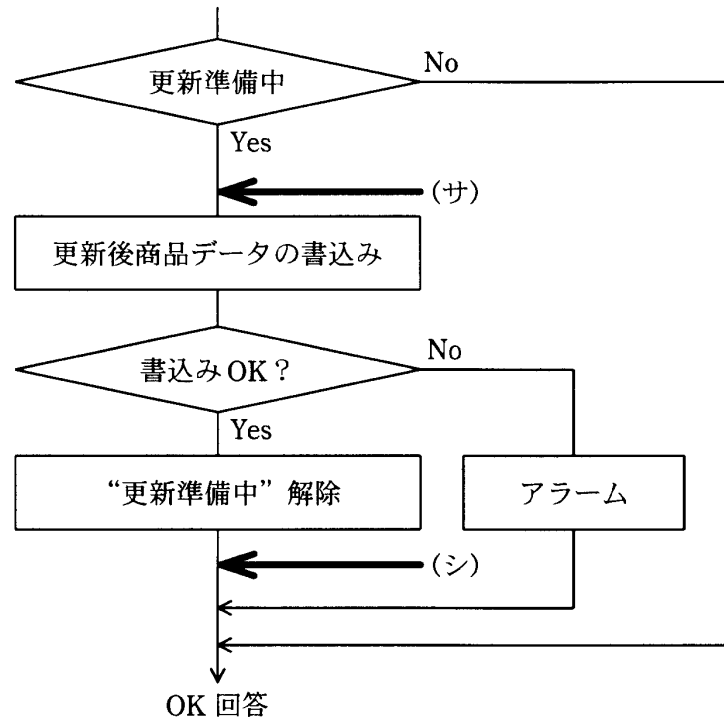 更新準備中
No
Yes
(サ)
更新後商品データの書込み
書込みOK?
No
Yes
“更新準備中”解除
アラーム
(シ)
OK 回答